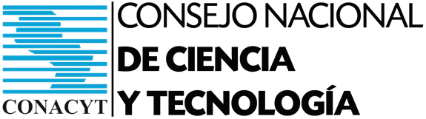 CONACYT
CONSEJO NACIONAL
DE CIENCIA
Y TECNOLOGÍA